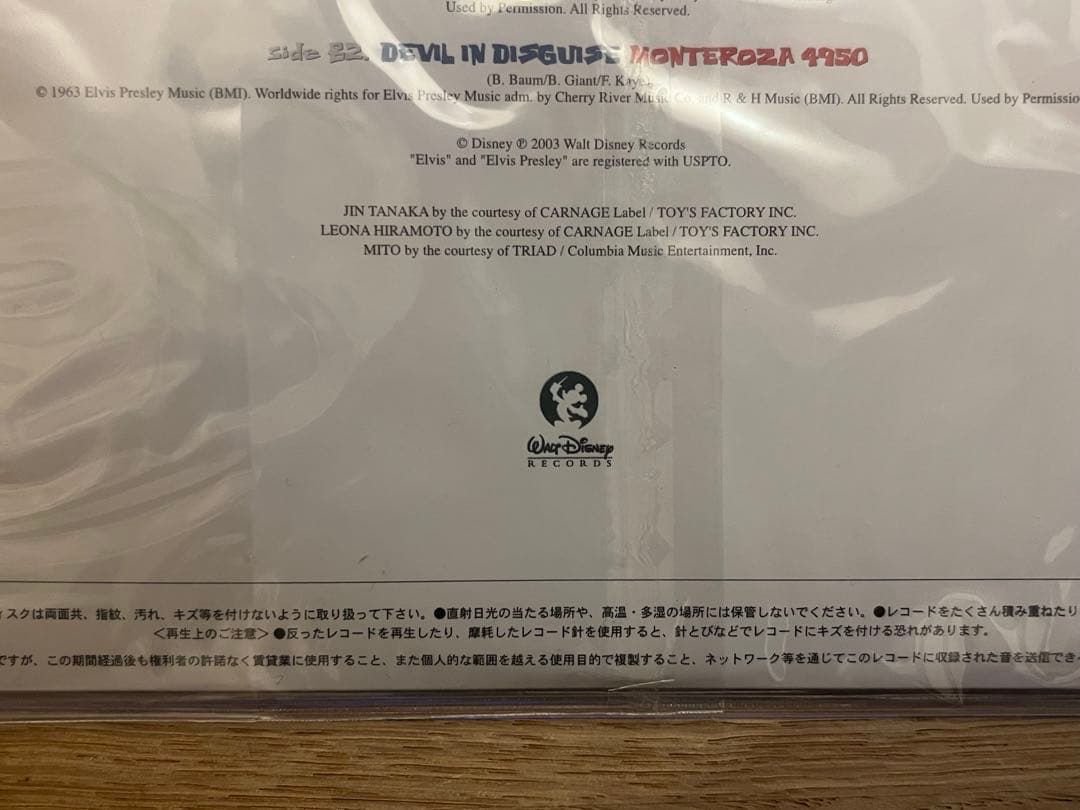 Used by Permission. All Rights Reserved.
side B2. DEVIL IN DISGUISE MONTEROZA 4950
(B. Baum/B. Giant/F. Kaye)
© 1963 Elvis Presley Music (BMI). Worldwide rights for Elvis Presley Music adm. by Cherry River Music Co. and R & H Music (BMI). All Rights Reserved. Used by Permissio
© Disney ℗ 2003 Walt Disney Records
"Elvis" and "Elvis Presley" are registered with USPTO.
JIN TANAKA by the courtesy of CARNAGE Label / TOY'S FACTORY INC.
LEONA HIRAMOTO by the courtesy of CARNAGE Label / TOY'S FACTORY INC.
MITO by the courtesy of TRIAD / Columbia Music Entertainment, Inc.
WALT DISNEY
RECORDS
ィスクは両面共、指紋、汚れ、キズ等を付けないように取り扱って下さい。●直射日光の当たる場所や、高温・多湿の場所には保管しないでください。●レコードをたくさん積み重ねたり
＜再生上のご注意＞●反ったレコードを再生したり、摩耗したレコード針を使用すると、針とびなどでレコードにキズを付ける恐れがあります。
ですが、この期間経過後も権利者の許諾なく賃貸業に使用すること、また個人的な範囲を越える使用目的で複製すること、ネットワーク等を通じてこのレコードに収録された音を送信でき